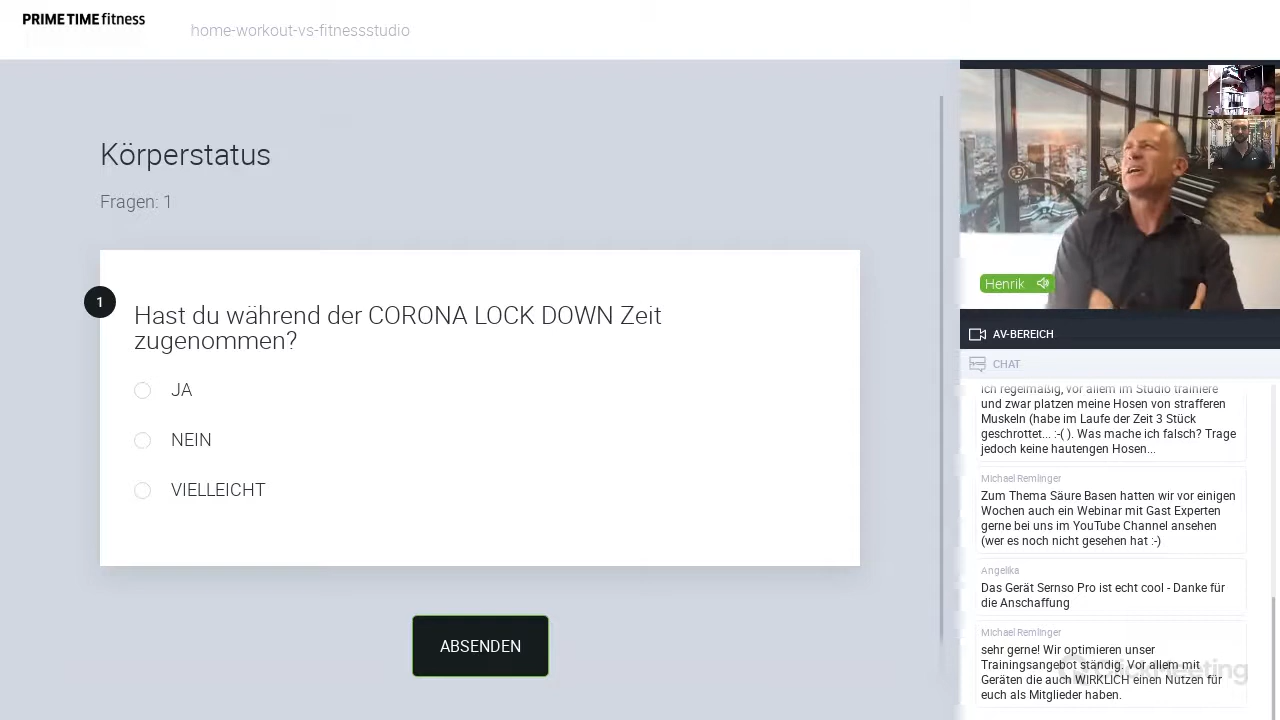 PRIME TIME fitness
home-workout-vs-fitnessstudio
Körperstatus
Fragen: 1
1
Hast du während der CORONA LOCK DOWN Zeit
zugenommen?
JA
NEIN
VIELLEICHT
ABSENDEN
Henrik
AV-BEREICH
CHAT
ich regelmäßig, vor allem im Studio trainiere
und zwar platzen meine Hosen von strafferen
Muskeln (habe im Laufe der Zeit 3 Stück
geschrottet... :-( ). Was mache ich falsch? Trage
jedoch keine hautengen Hosen...
Michael Remlinger
Zum Thema Säure Basen hatten wir vor einigen
Wochen auch ein Webinar mit Gast Experten
gerne bei uns im YouTube Channel ansehen
(wer es noch nicht gesehen hat :-)
Angelika
Das Gerät Sernso Pro ist echt cool - Danke für
die Anschaffung
Michael Remlinger
sehr gerne! Wir optimieren unser
Trainingsangebot ständig. Vor allem mit
Geräten die auch WIRKLICH einen Nutzen für
euch als Mitglieder haben.